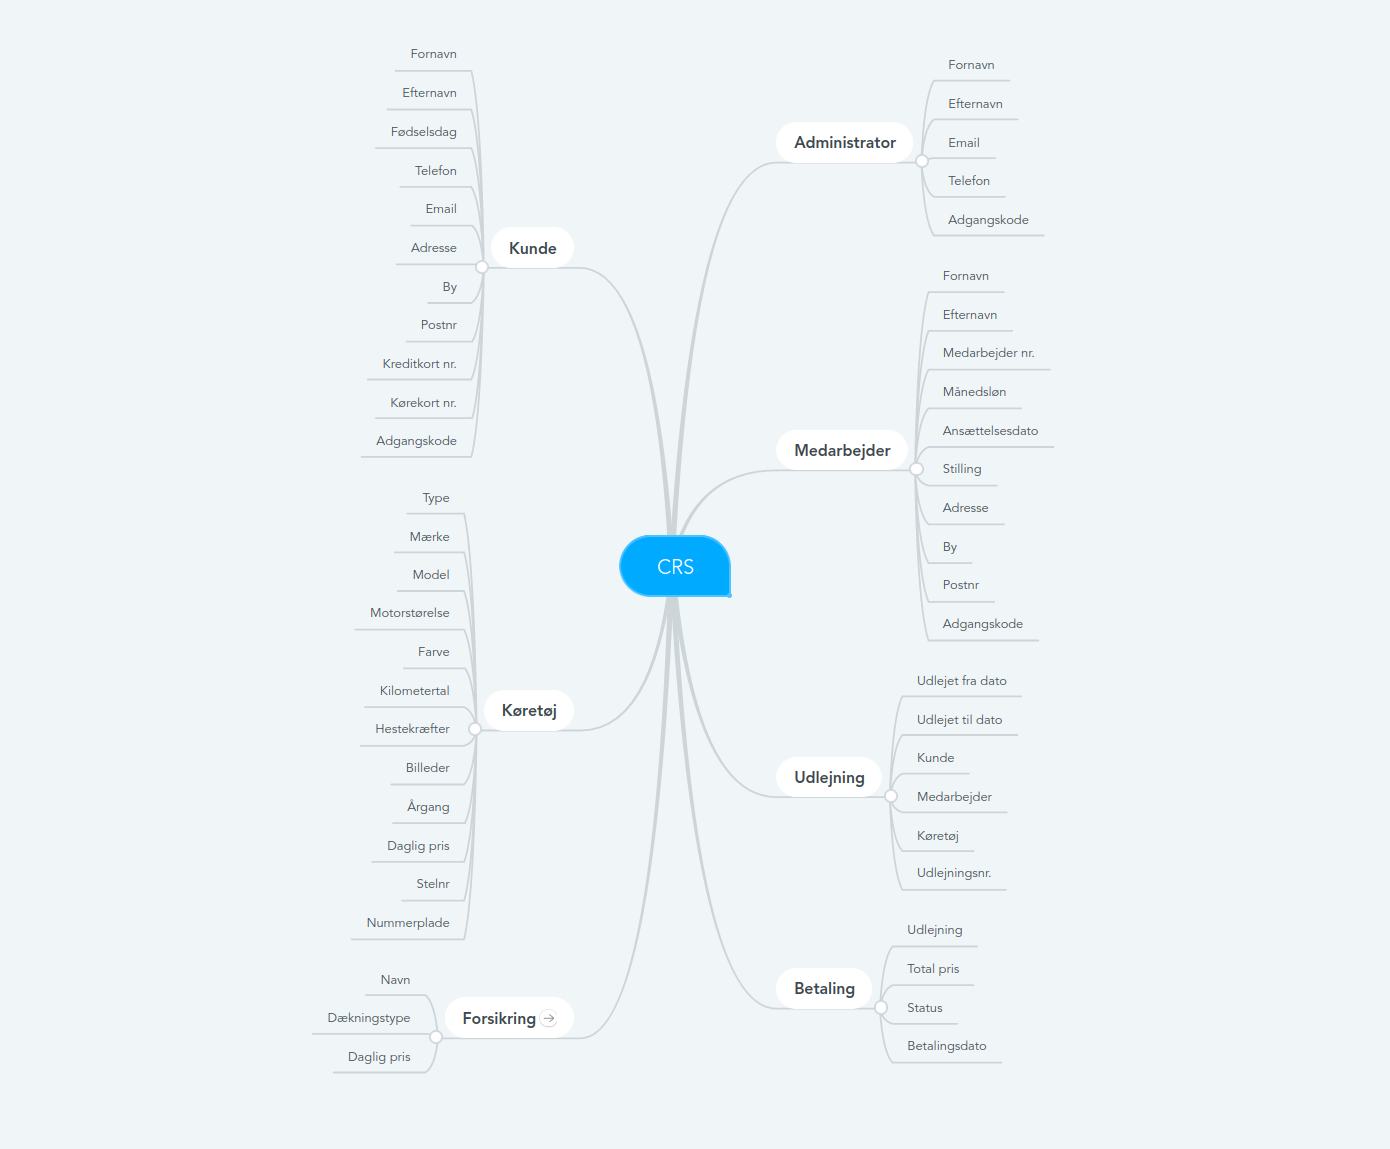 CRS
Kunde
Fornavn
Efternavn
Fødselsdag
Telefon
Email
Adresse
By
Postnr
Kreditkort nr.
Kørekort nr.
Adgangskode
Køretøj
Type
Mærke
Model
Motorstørelse
Farve
Kilometertal
Hestekræfter
Billeder
Årgang
Daglig pris
Stelnr
Nummerplade
Forsikring
Navn
Dækningstype
Daglig pris
Administrator
Fornavn
Efternavn
Email
Telefon
Adgangskode
Medarbejder
Fornavn
Efternavn
Medarbejder nr.
Månedsløn
Ansættelsesdato
Stilling
Adresse
By
Postnr
Adgangskode
Udlejning
Udlejet fra dato
Udlejet til dato
Kunde
Medarbejder
Køretøj
Udlejningsnr.
Betaling
Udlejning
Total pris
Status
Betalingsdato